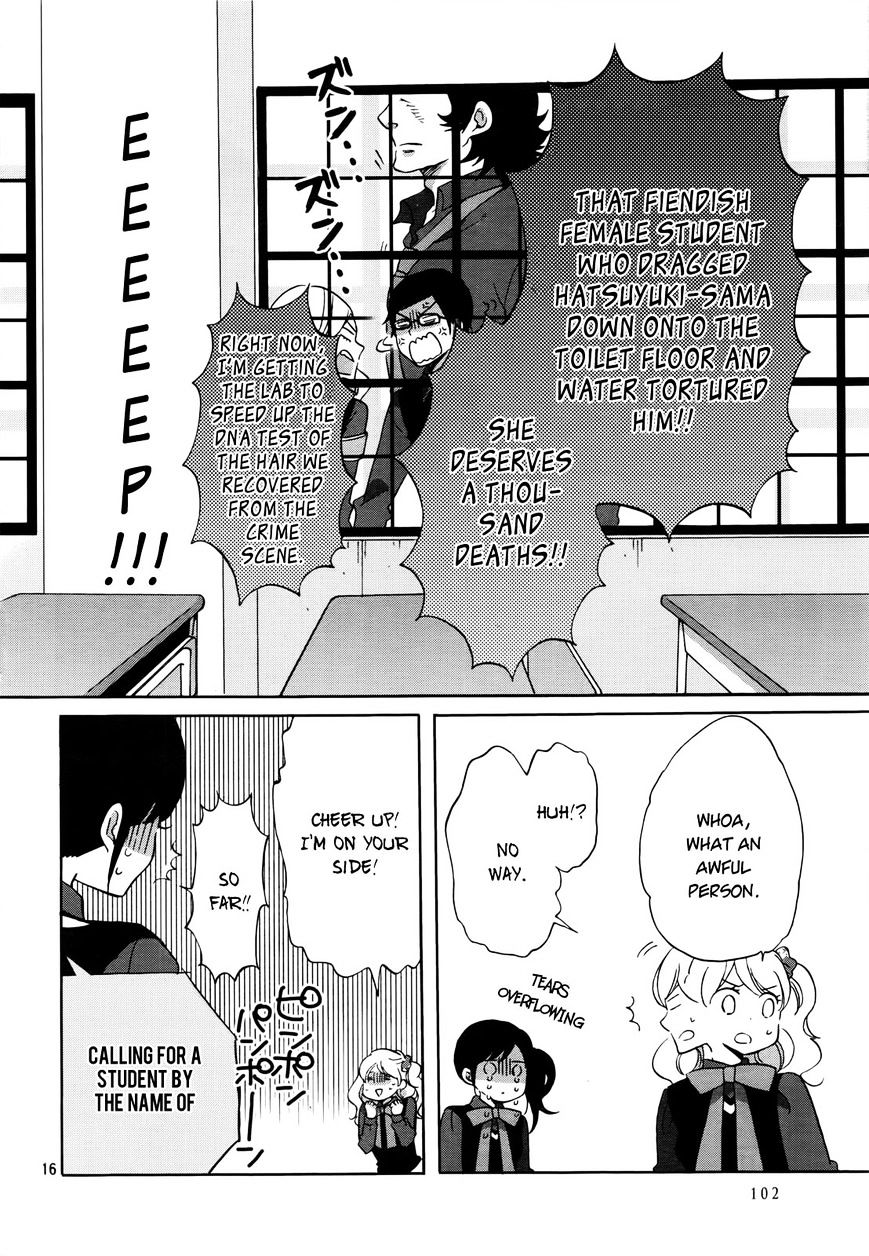 THAT FIENDISH
FEMALE STUDENT
WHO DRAGGED
HATSUYUKI-SAMA
DOWN ONTO THE
TOILET FLOOR AND
WATER TORTURED
HIM!!
SHE
DESERVES
A THOU-
SAND
DEATHS!!
ズン…
ズン…
RIGHT NOW,
I'M GETTING
THE LAB TO
SPEED UP THE
DNA TEST OF
THE HAIR WE
RECOVERED
FROM THE
CRIME
SCENE.
EEEEEP!!!
WHOA,
WHAT AN
AWFUL
PERSON.
HUH!?
NO
WAY.
TEARS
OVERFLOWING
CHEER UP!
I'M ON YOUR
SIDE!
SO
FAR!!
ピンポン
パンポン
CALLING FOR A
STUDENT BY
THE NAME OF
16
102